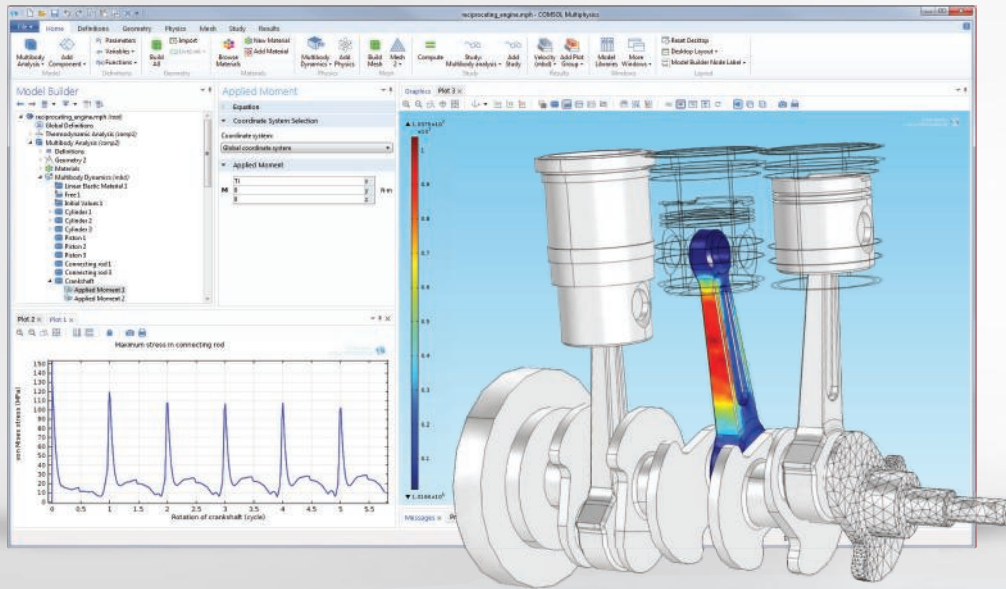 reciprocating_engine.mph - COMSOL Multiphysics
File
Home Definitions Geometry Physics Mesh Study Results
Multibody Analysis
Add Component
Model
Parameters
Variables
Functions
Definitions
Build All
Import
LiveLink
Geometry
Browse Materials
New Material
Add Material
Materials
Multibody Dynamics
Add Physics
Physics
Build Mesh
Mesh 2
Mesh
Compute
Study: Multibody analysis
Add Study
Study
Velocity (mbd)
Add Plot Group
Results
Model Libraries
More Windows
Windows
Reset Desktop
Desktop Layout
Model Builder Node Label
Layout
Model Builder
reciprocating_engine.mph (root)
Global Definitions
Thermodynamic Analysis (comp1)
Multibody Analysis (comp2)
Definitions
Geometry 2
Materials
Multibody Dynamics (mbd)
Linear Elastic Material 1
Free 1
Initial Values 1
Cylinder 1
Cylinder 2
Cylinder 3
Piston 1
Piston 2
Piston 3
Connecting rod 1
Connecting rod 3
Crankshaft
Applied Moment 1
Applied Moment 2
Applied Moment
Equation
Coordinate System Selection
Coordinate system:
Global coordinate system
Applied Moment
M
0
y
N·m
0
z
Graphics Plot 3
1
0.9
0.8
0.7
0.6
0.5
0.4
0.3
0.2
0.1
Messages
Plot 2 Plot 1
Maximum stress in connecting rod
von Mises stress (MPa)
150
140
130
120
110
100
90
80
70
60
50
40
30
20
10
0
0 0.5 1 1.5 2 2.5 3 3.5 4 4.5 5 5.5
Rotation of crankshaft (cycle)